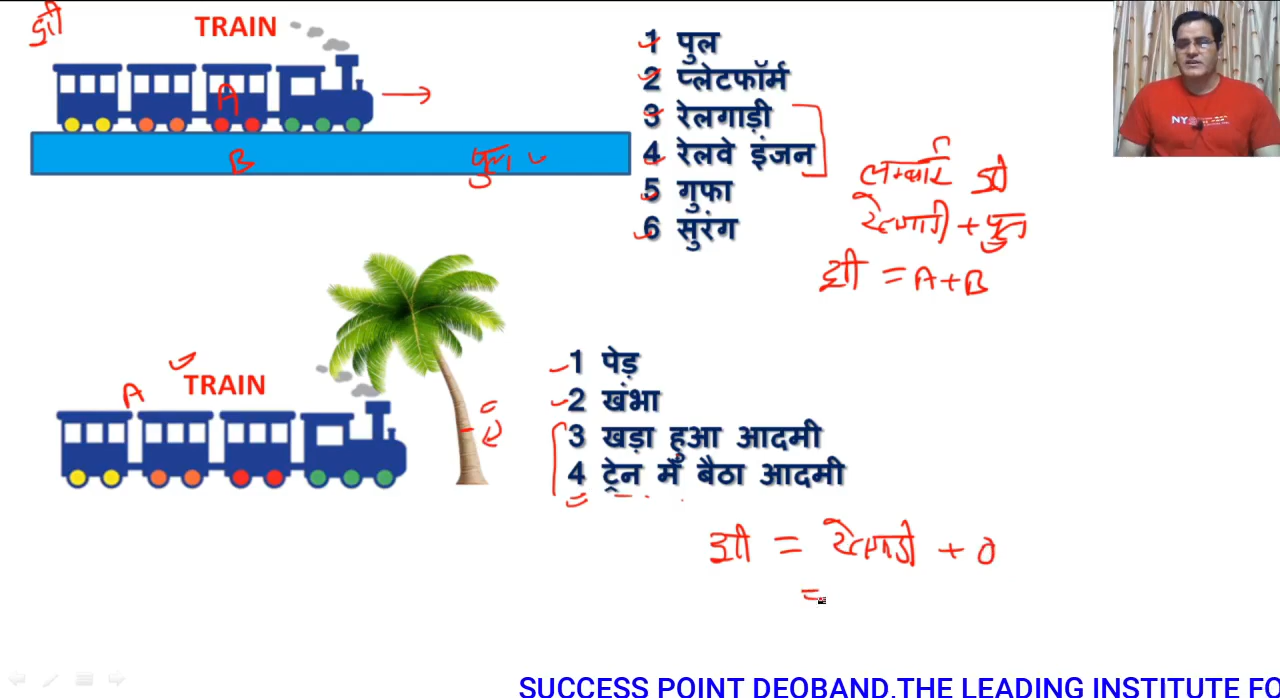 TRAIN
A
B
पुल
1 पुल
2 प्लेटफॉर्म
3 रेलगाड़ी
4 रेलवे इंजन
5 गुफा
6 सुरंग
रेलगाड़ी + पुल
= A+B
NY
TRAIN
A
1 पेड़
2 खंभा
3 खड़ा हुआ आदमी
4 ट्रेन में बैठा आदमी
= रेलगाड़ी + 0
=
SUCCESS POINT DEOBAND,THE LEADING INSTITUTE FO